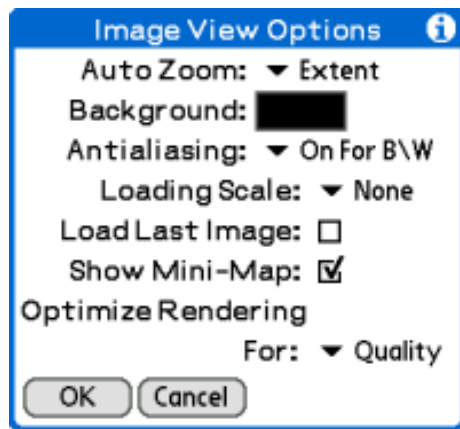 Image View Options i
Auto Zoom: Extent
Background:
Antialiasing: On For B\W
Loading Scale: None
Load Last Image:
Show Mini-Map:
Optimize Rendering
For: Quality
OK Cancel